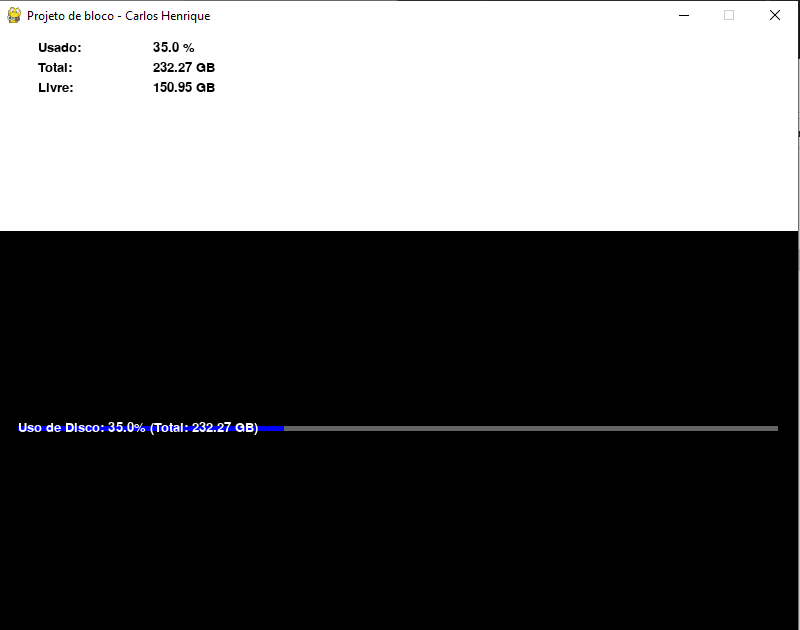 Projeto de bloco - Carlos Henrique
Usado: 35.0 %
Total: 232.27 GB
Livre: 150.95 GB
Uso de Disco: 35.0% (Total: 232.27 GB)